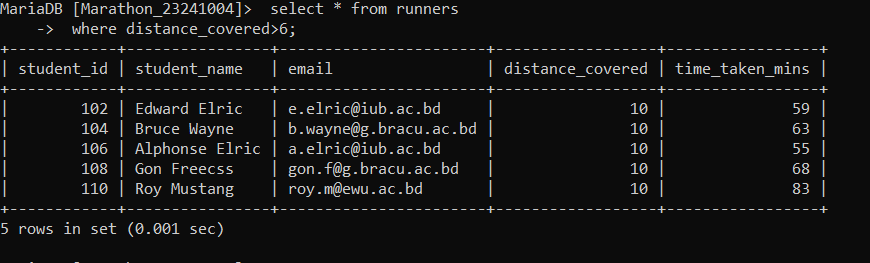 MariaDB [Marathon_23241004]>  select * from runners
    ->  where distance_covered>6;
+------------+----------------+----------------------+------------------+-----------------+
| student_id | student_name   | email                | distance_covered | time_taken_mins |
+------------+----------------+----------------------+------------------+-----------------+
|        102 | Edward Elric   | e.elric@iub.ac.bd    |               10 |              59 |
|        104 | Bruce Wayne    | b.wayne@g.bracu.ac.bd |               10 |              63 |
|        106 | Alphonse Elric | a.elric@iub.ac.bd    |               10 |              55 |
|        108 | Gon Freecss    | gon.f@g.bracu.ac.bd  |               10 |              68 |
|        110 | Roy Mustang    | roy.m@ewu.ac.bd      |               10 |              83 |
+------------+----------------+----------------------+------------------+-----------------+
5 rows in set (0.001 sec)